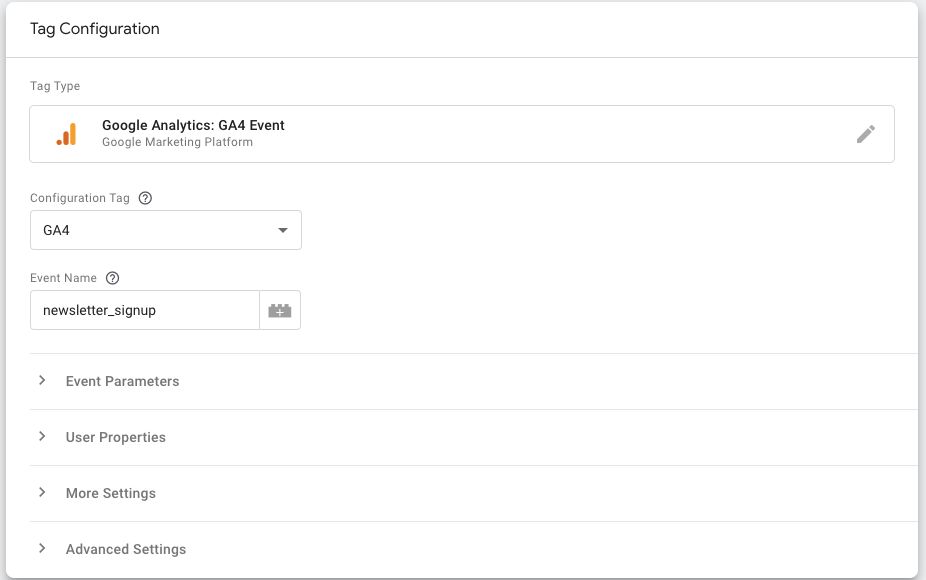 Tag Configuration
Tag Type
Google Analytics: GA4 Event
Google Marketing Platform
Configuration Tag
GA4
Event Name
newsletter_signup
Event Parameters
User Properties
More Settings
Advanced Settings